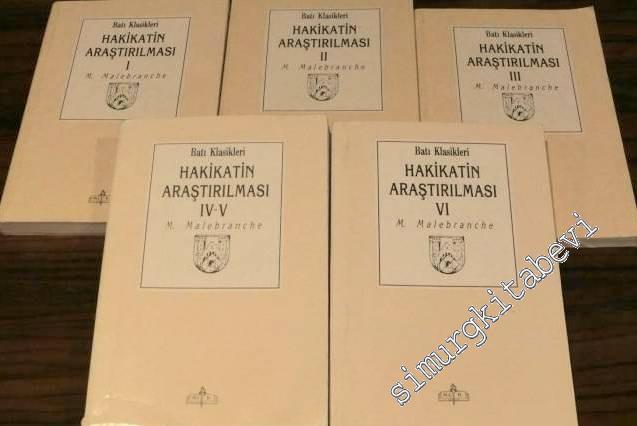 Batı Klasikleri
HAKİKATİN
ARAŞTIRILMASI
I
M. Malebranche
Batı Klasikleri
HAKİKATİN
ARAŞTIRILMASI
II
M. Malebranche
Batı Klasikleri
HAKİKATİN
ARAŞTIRILMASI
III
M. Malebranche
Batı Klasikleri
HAKİKATİN
ARAŞTIRILMASI
IV-V
M. Malebranche
Batı Klasikleri
HAKİKATİN
ARAŞTIRILMASI
VI
M. Malebranche
simurgkitabevi